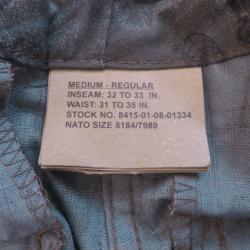 MEDIUM - REGULAR
INSEAM: 32 TO 33 IN.
WAIST: 31 TO 35 IN.
STOCK NO. 8415-01-08-01334
NATO SIZE 8184/7989